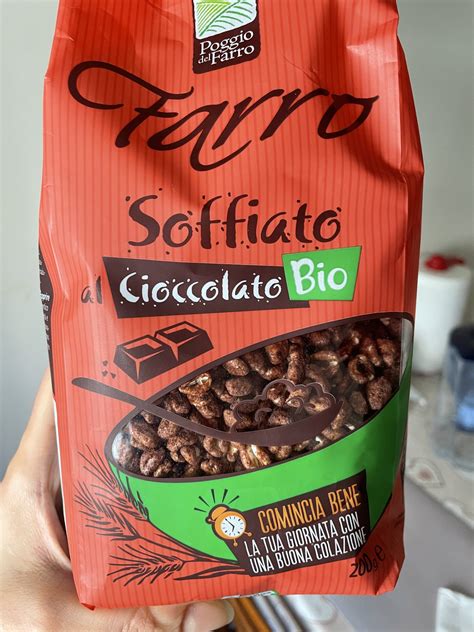 Poggio
del Farro
Farro
Soffiato
al Cioccolato Bio
COMINCIA BENE
LA TUA GIORNATA CON
UNA BUONA COLAZIONE
200g e